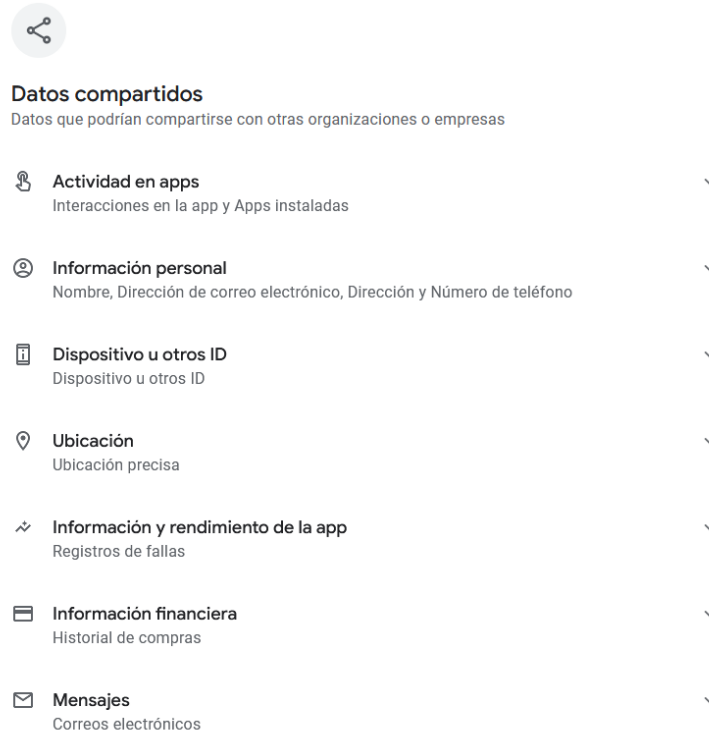 Datos compartidos
Datos que podrían compartirse con otras organizaciones o empresas
Actividad en apps
Interacciones en la app y Apps instaladas
Información personal
Nombre, Dirección de correo electrónico, Dirección y Número de teléfono
Dispositivo u otros ID
Dispositivo u otros ID
Ubicación
Ubicación precisa
Información y rendimiento de la app
Registros de fallas
Información financiera
Historial de compras
Mensajes
Correos electrónicos